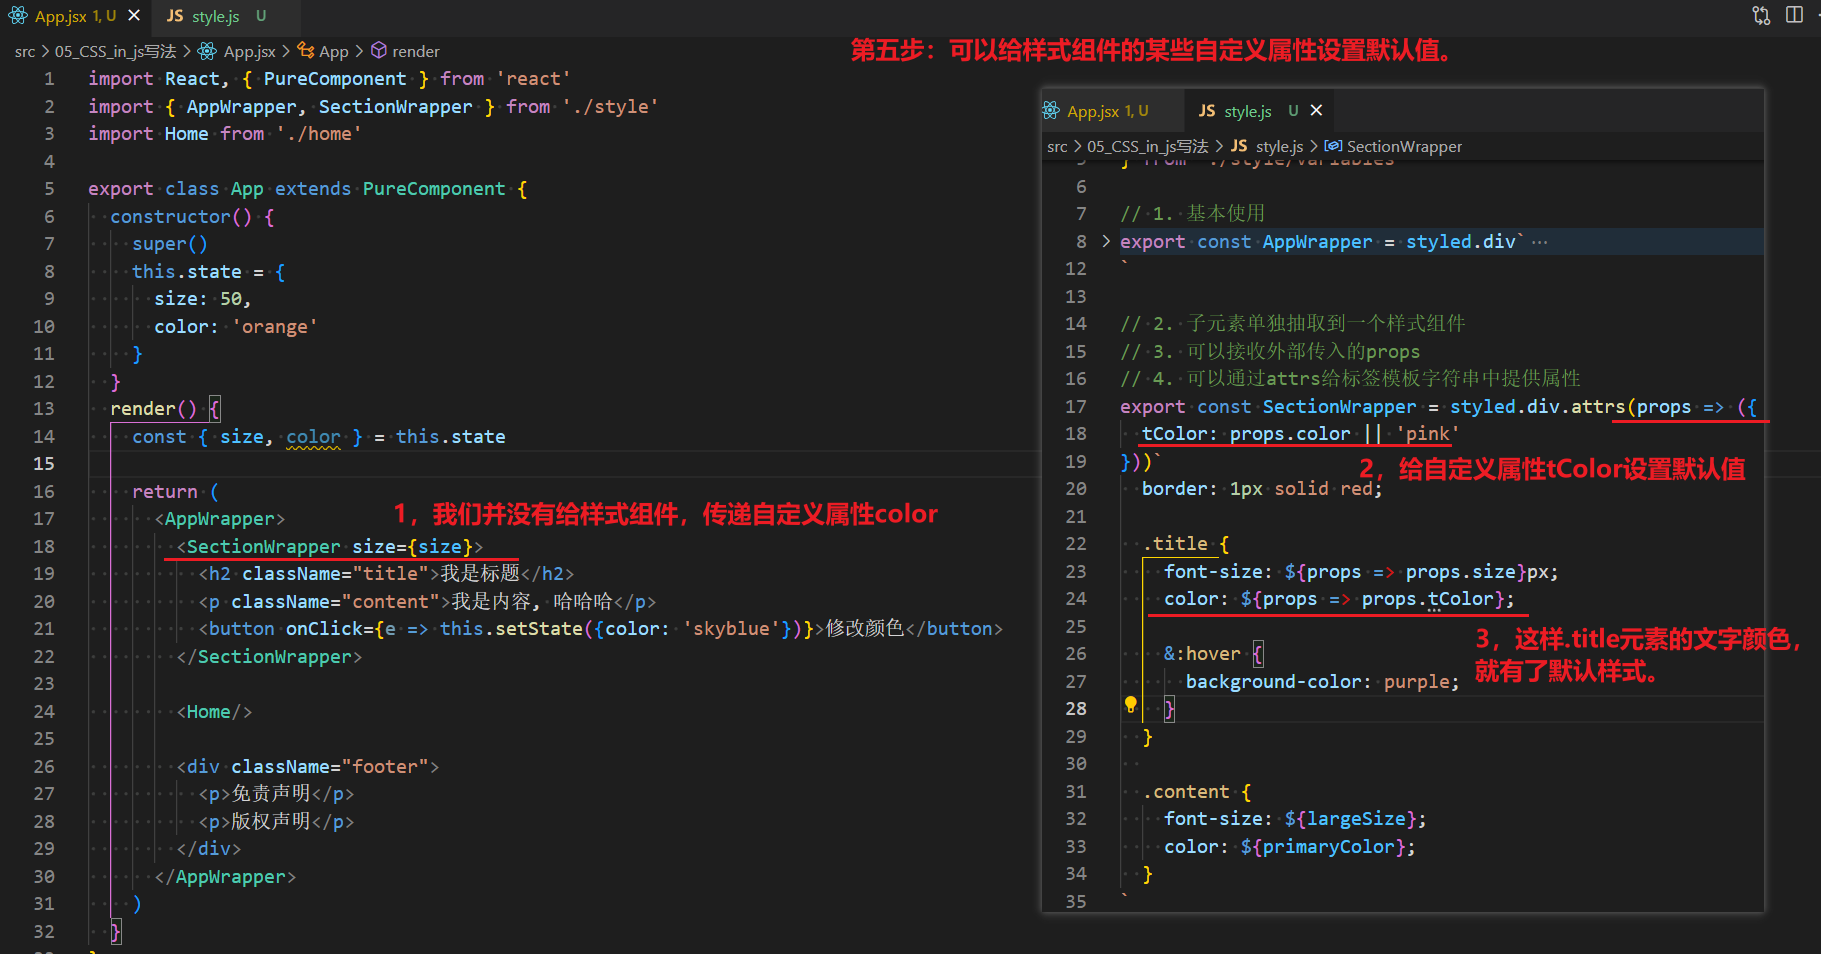 App.jsx 1, U
JS style.js U
src > 05_CSS_in_js写法 > App.jsx > App > render
第五步：可以给样式组件的某些自定义属性设置默认值。
1 import React, { PureComponent } from 'react'
2 import { AppWrapper, SectionWrapper } from './style'
3 import Home from './home'
4
5 export class App extends PureComponent {
6 constructor() {
7 super()
8 this.state = {
9 size: 50,
10 color: 'orange'
11 }
12 }
13 render() {
14 const { size, color } = this.state
15
16 return (
17 <AppWrapper>
1，我们并没有给样式组件，传递自定义属性color
18 <SectionWrapper size={size}>
19 <h2 className="title">我是标题</h2>
20 <p className="content">我是内容, 哈哈哈</p>
21 <button onClick={e => this.setState({color: 'skyblue'})}>修改颜色</button>
22 </SectionWrapper>
23
24 <Home/>
25
26 <div className="footer">
27 <p>免责声明</p>
28 <p>版权声明</p>
29 </div>
30 </AppWrapper>
31 )
32 }
App.jsx 1, U
JS style.js U
src > 05_CSS_in_js写法 > JS style.js > SectionWrapper
5 } from './style/variables'
6
7 // 1. 基本使用
8 export const AppWrapper = styled.div` ···
12 `
13
14 // 2. 子元素单独抽取到一个样式组件
15 // 3. 可以接收外部传入的props
16 // 4. 可以通过attrs给标签模板字符串中提供属性
17 export const SectionWrapper = styled.div.attrs(props => ({
18 tColor: props.color || 'pink'
19 }))`
2，给自定义属性tColor设置默认值
20 border: 1px solid red;
21
22 .title {
23 font-size: ${props => props.size}px;
24 color: ${props => props.tColor};
25
3，这样.title元素的文字颜色，
就有了默认样式。
26 &:hover {
27 background-color: purple;
28 }
29 }
30
31 .content {
32 font-size: ${largeSize};
33 color: ${primaryColor};
34 }
35 `